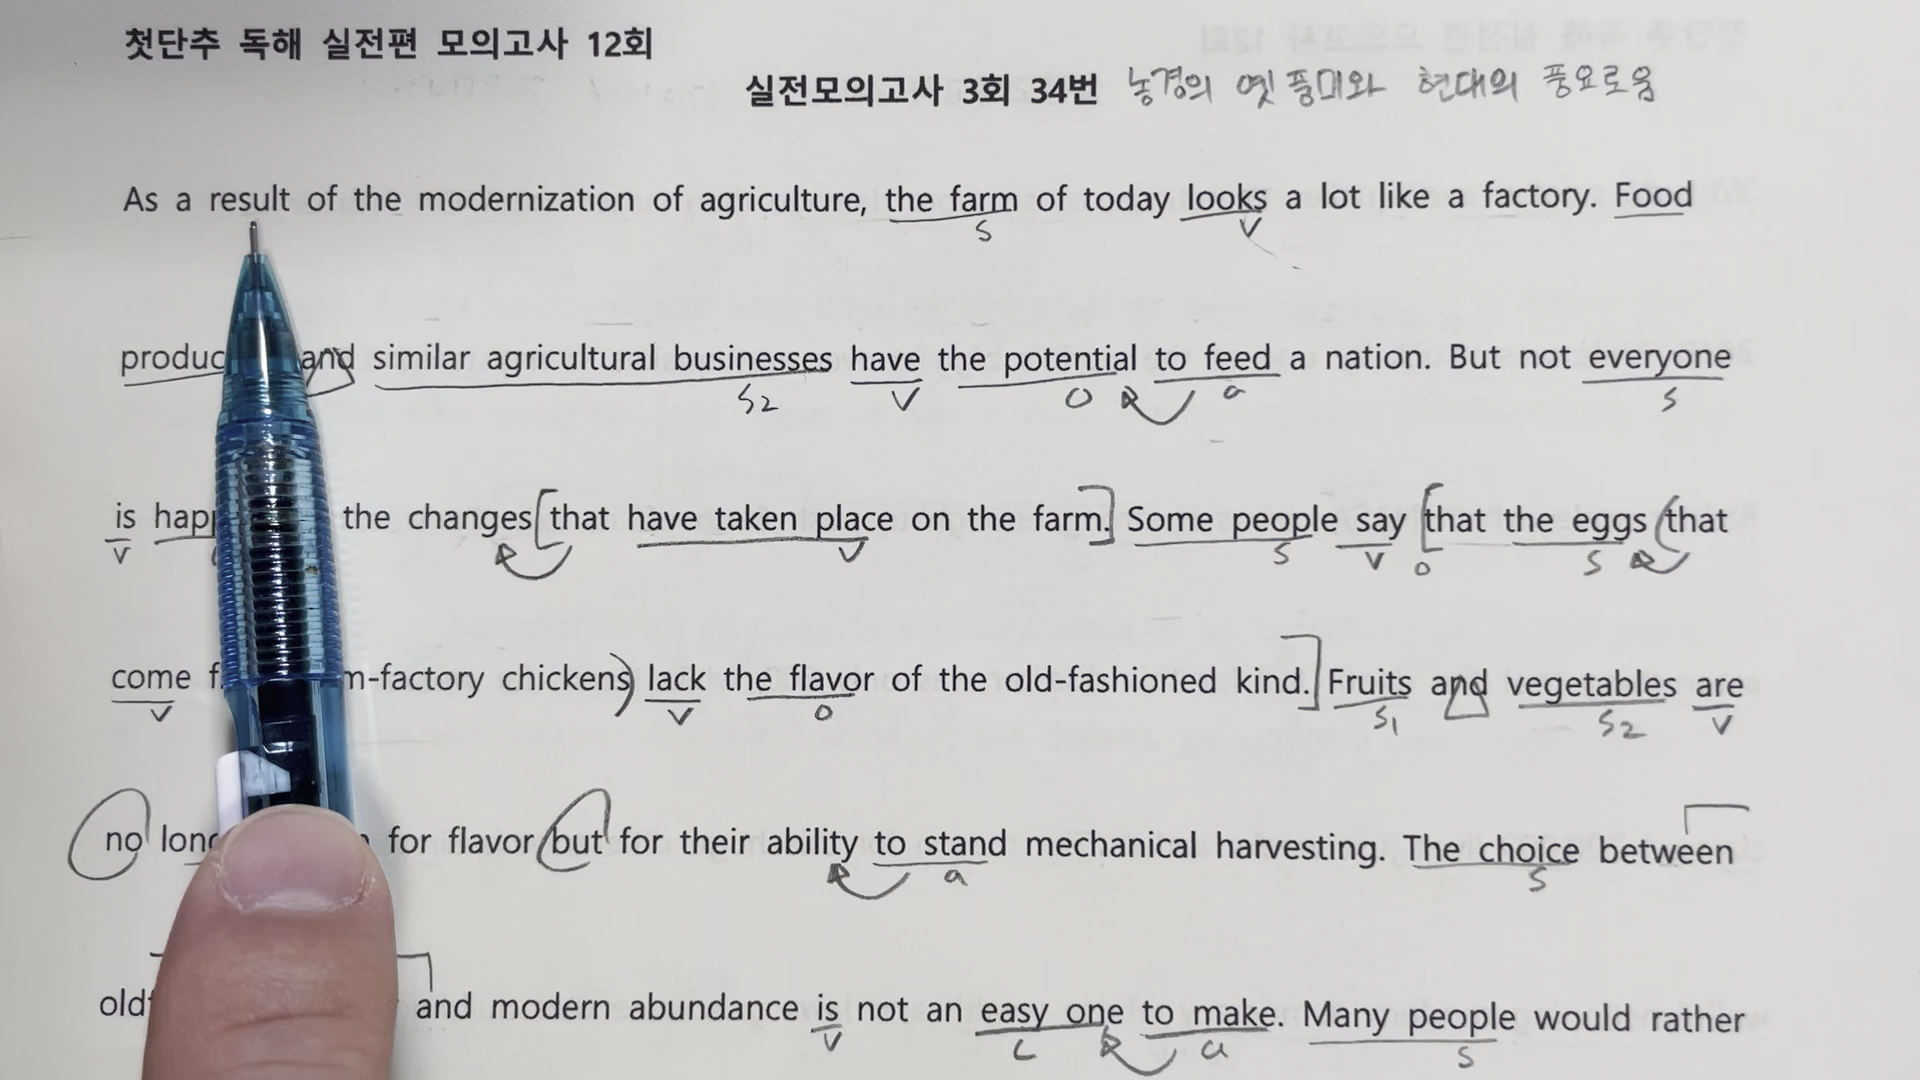 첫단추 독해 실전편 모의고사 12회
실전모의고사 3회 34번 농경의 옛 풍미와 현대의 풍요로움
As a result of the modernization of agriculture, the farm of today looks a lot like a factory. Food
S V
produc and similar agricultural businesses have the potential to feed a nation. But not everyone
S2 V O a S
is happ the changes [that have taken place on the farm.] Some people say [that the eggs (that
V V S V O S
come f m-factory chickens) lack the flavor of the old-fashioned kind.] Fruits and vegetables are
V V O S1 S2 V
no long for flavor but for their ability to stand mechanical harvesting. The choice between
a S
old and modern abundance is not an easy one to make. Many people would rather
V C a S